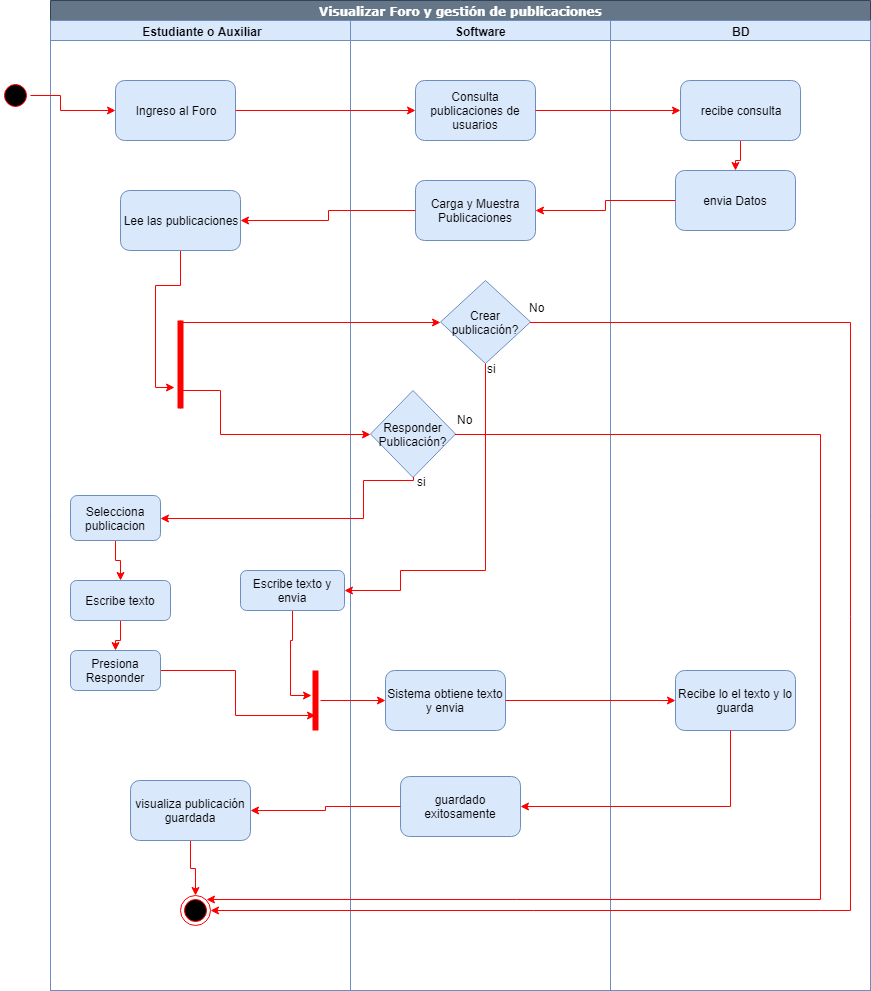 Visualizar Foro y gestión de publicaciones
Estudiante o Auxiliar
Software
BD
Ingreso al Foro
Consulta
publicaciones de
usuarios
recibe consulta
envia Datos
Carga y Muestra
Publicaciones
Lee las publicaciones
Crear
publicación?
No
si
Responder
Publicación?
No
si
Selecciona
publicacion
Escribe texto
Presiona
Responder
Escribe texto y
envia
Sistema obtiene texto
y envia
Recibe lo el texto y lo
guarda
guardado
exitosamente
visualiza publicación
guardada